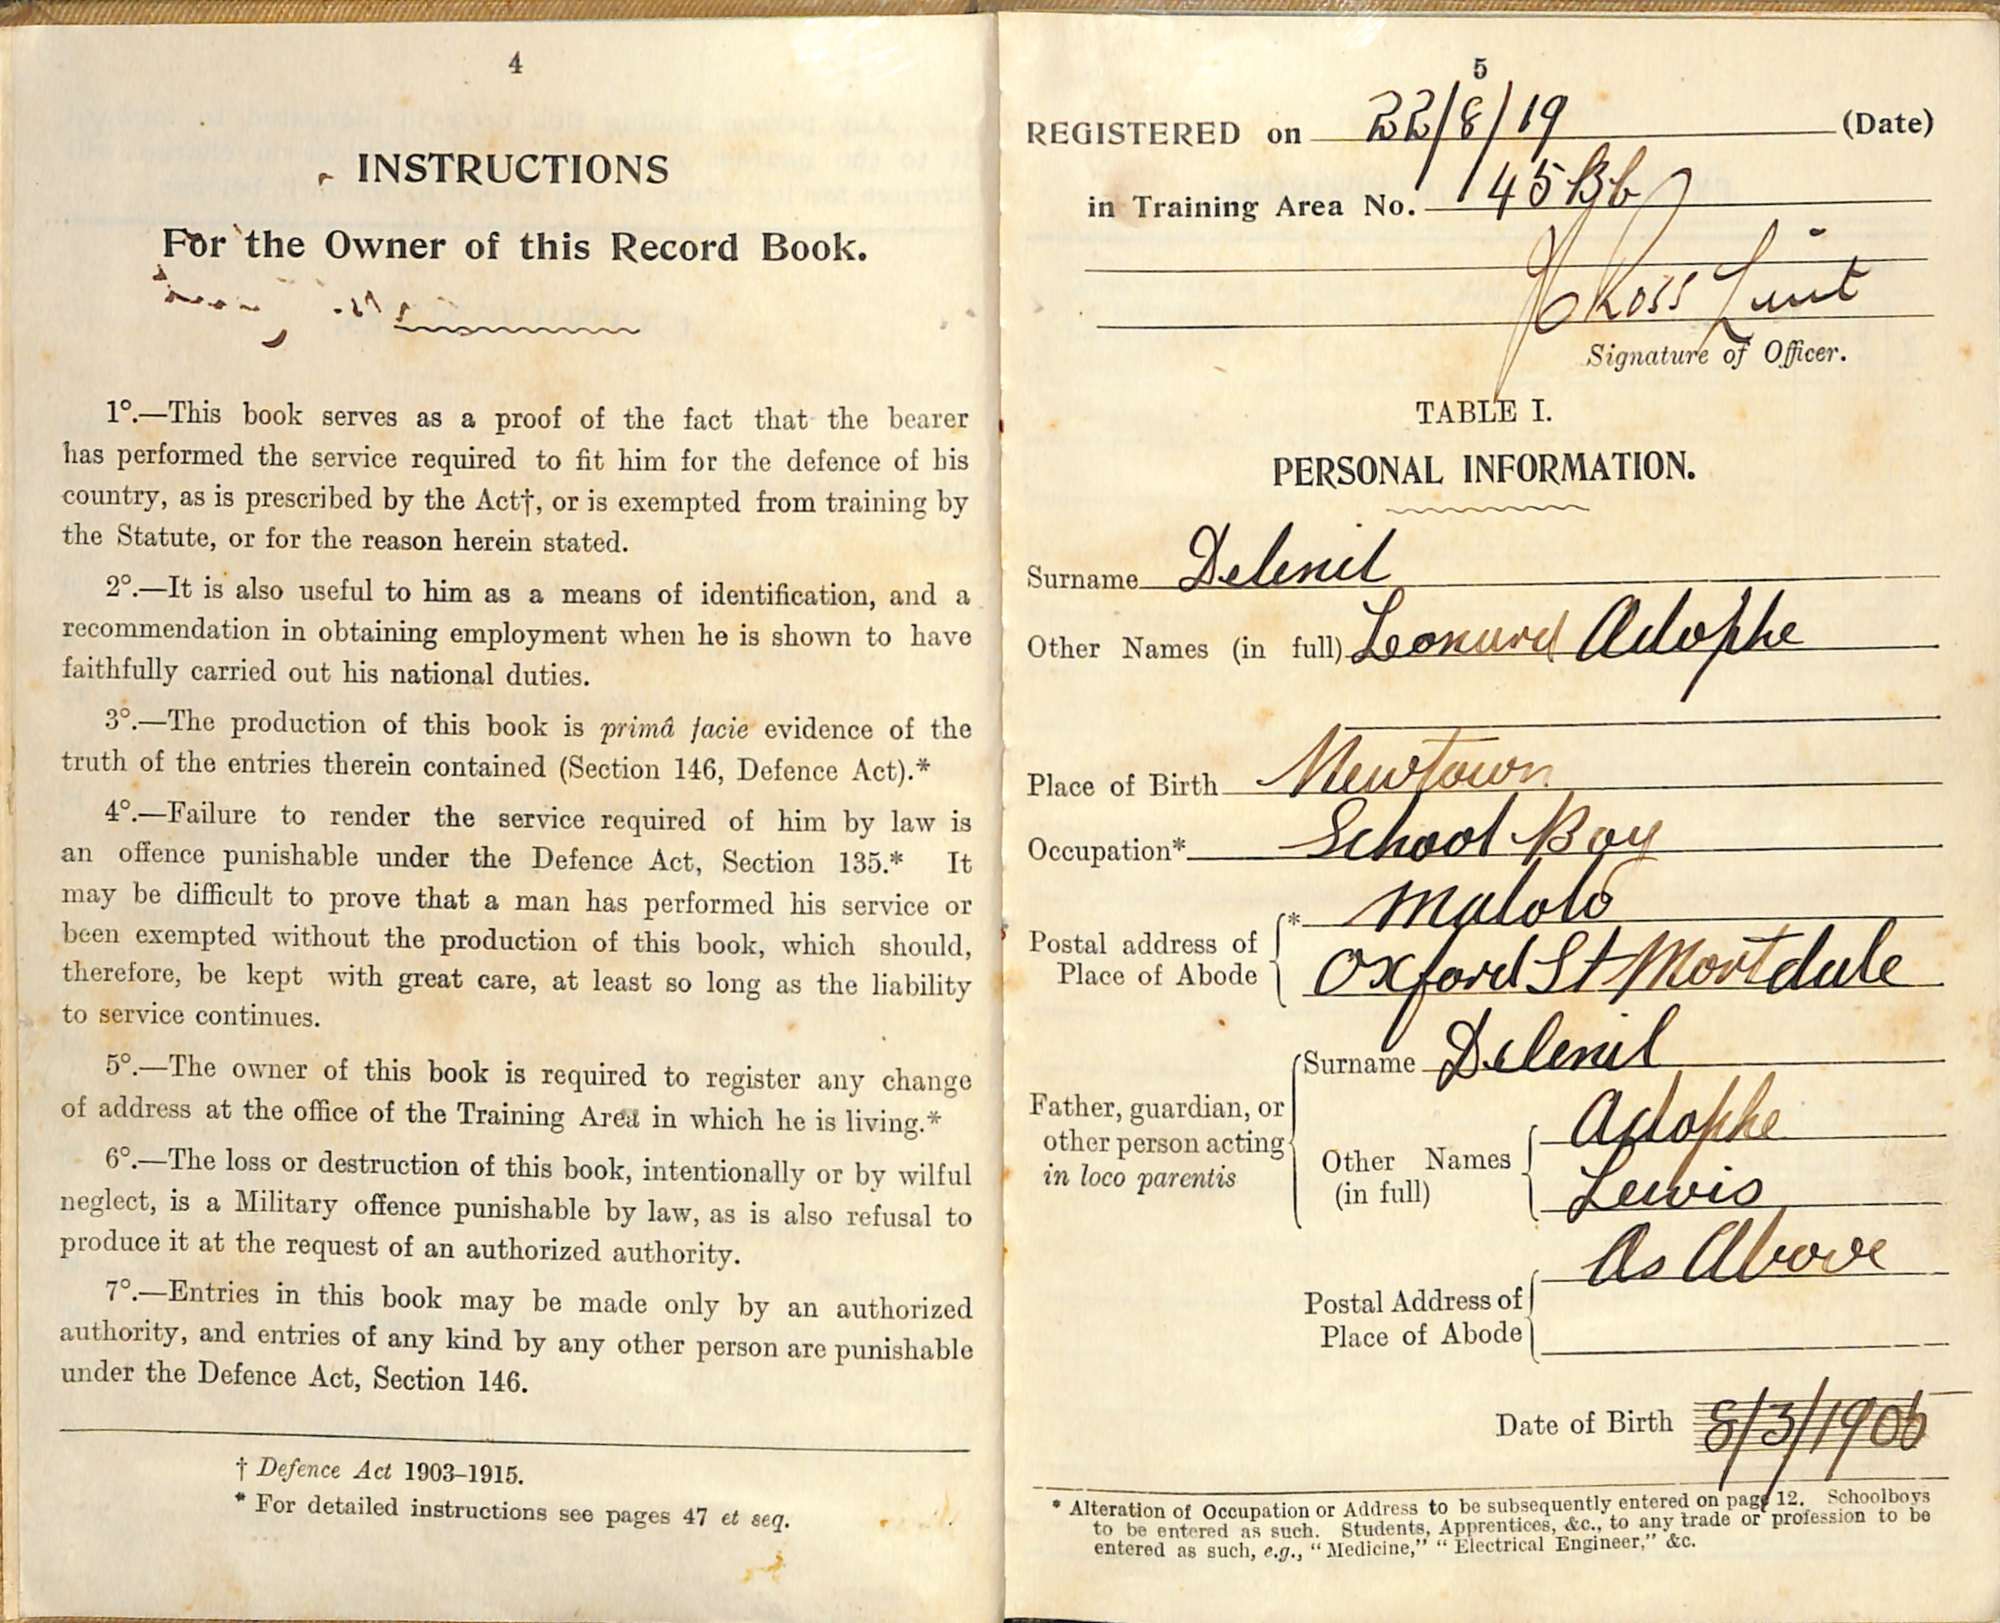 4
INSTRUCTIONS
For the Owner of this Record Book.
1°.—This book serves as a proof of the fact that the bearer
has performed the service required to fit him for the defence of his
country, as is prescribed by the Act†, or is exempted from training by
the Statute, or for the reason herein stated.
2°.—It is also useful to him as a means of identification, and a
recommendation in obtaining employment when he is shown to have
faithfully carried out his national duties.
3°.—The production of this book is primâ facie evidence of the
truth of the entries therein contained (Section 146, Defence Act).*
4°.—Failure to render the service required of him by law is
an offence punishable under the Defence Act, Section 135.* It
may be difficult to prove that a man has performed his service or
been exempted without the production of this book, which should,
therefore, be kept with great care, at least so long as the liability
to service continues.
5°.—The owner of this book is required to register any change
of address at the office of the Training Area in which he is living.*
6°.—The loss or destruction of this book, intentionally or by wilful
neglect, is a Military offence punishable by law, as is also refusal to
produce it at the request of an authorized authority.
7°.—Entries in this book may be made only by an authorized
authority, and entries of any kind by any other person are punishable
under the Defence Act, Section 146.
† Defence Act 1903–1915.
* For detailed instructions see pages 47 et seq.
5
REGISTERED on 22/8/19 (Date)
in Training Area No. 45
Ross Lieut
Signature of Officer.
TABLE I.
PERSONAL INFORMATION.
Surname Delenil
Other Names (in full) Leonard Adophe
Place of Birth Newtown
Occupation* School Boy
* Malolo
Postal address of
Place of Abode Oxford St Mortdale
Surname Delenil
Father, guardian, or
other person acting
in loco parentis
Other Names
(in full)
Adophe
Lewis
As Above
Postal Address of
Place of Abode
Date of Birth 8/3/1905
* Alteration of Occupation or Address to be subsequently entered on page 12. Schoolboys
to be entered as such. Students, Apprentices, &c., to any trade or profession to be
entered as such, e.g., "Medicine," "Electrical Engineer," &c.